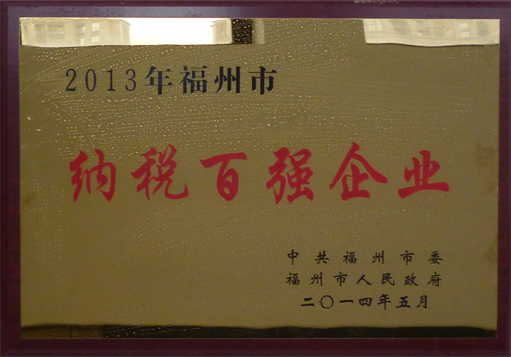 2013年福州市
纳税百强企业
中共福州市委
福州市人民政府
二〇一四年五月